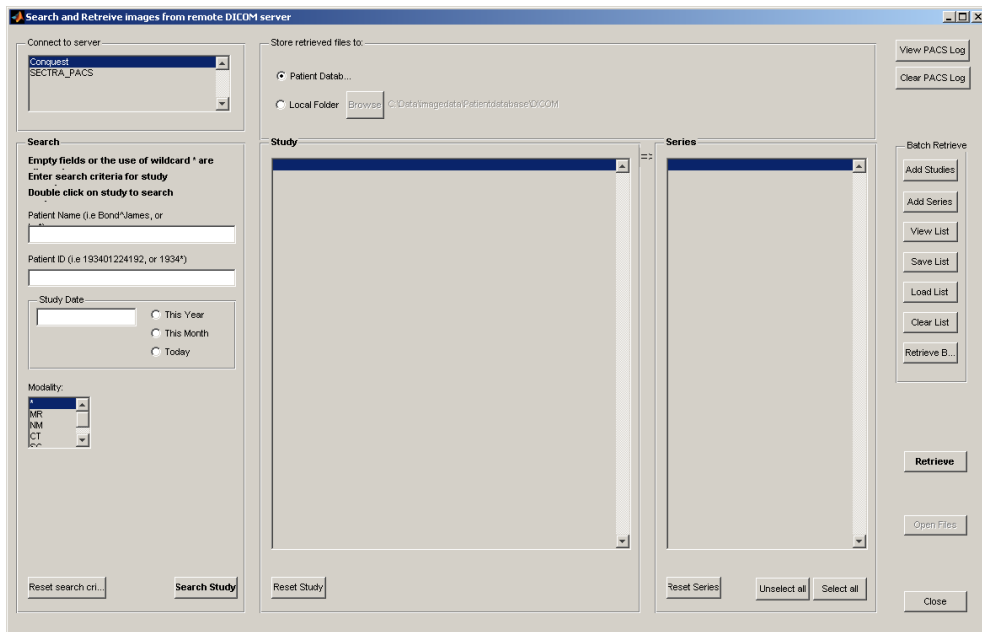 Search and Retreive images from remote DICOM server
Connect to server
Conquest
SECTRA_PACS
Store retrieved files to:
Patient Datab...
Local Folder
Browse
C:\Data\imagedata\Patientdatabase\DICOM
View PACS Log
Clear PACS Log
Search
Empty fields or the use of wildcard * are
Enter search criteria for study
Double click on study to search
Patient Name (i.e Bond^James, or
Patient ID (i.e 193401224192, or 1934*)
Study Date
This Year
This Month
Today
Modality:
*
MR
NM
CT
Reset search cri...
Search Study
Study
Reset Study
=>
Series
Reset Series
Unselect all
Select all
Batch Retrieve
Add Studies
Add Series
View List
Save List
Load List
Clear List
Retrieve B...
Retrieve
Open Files
Close